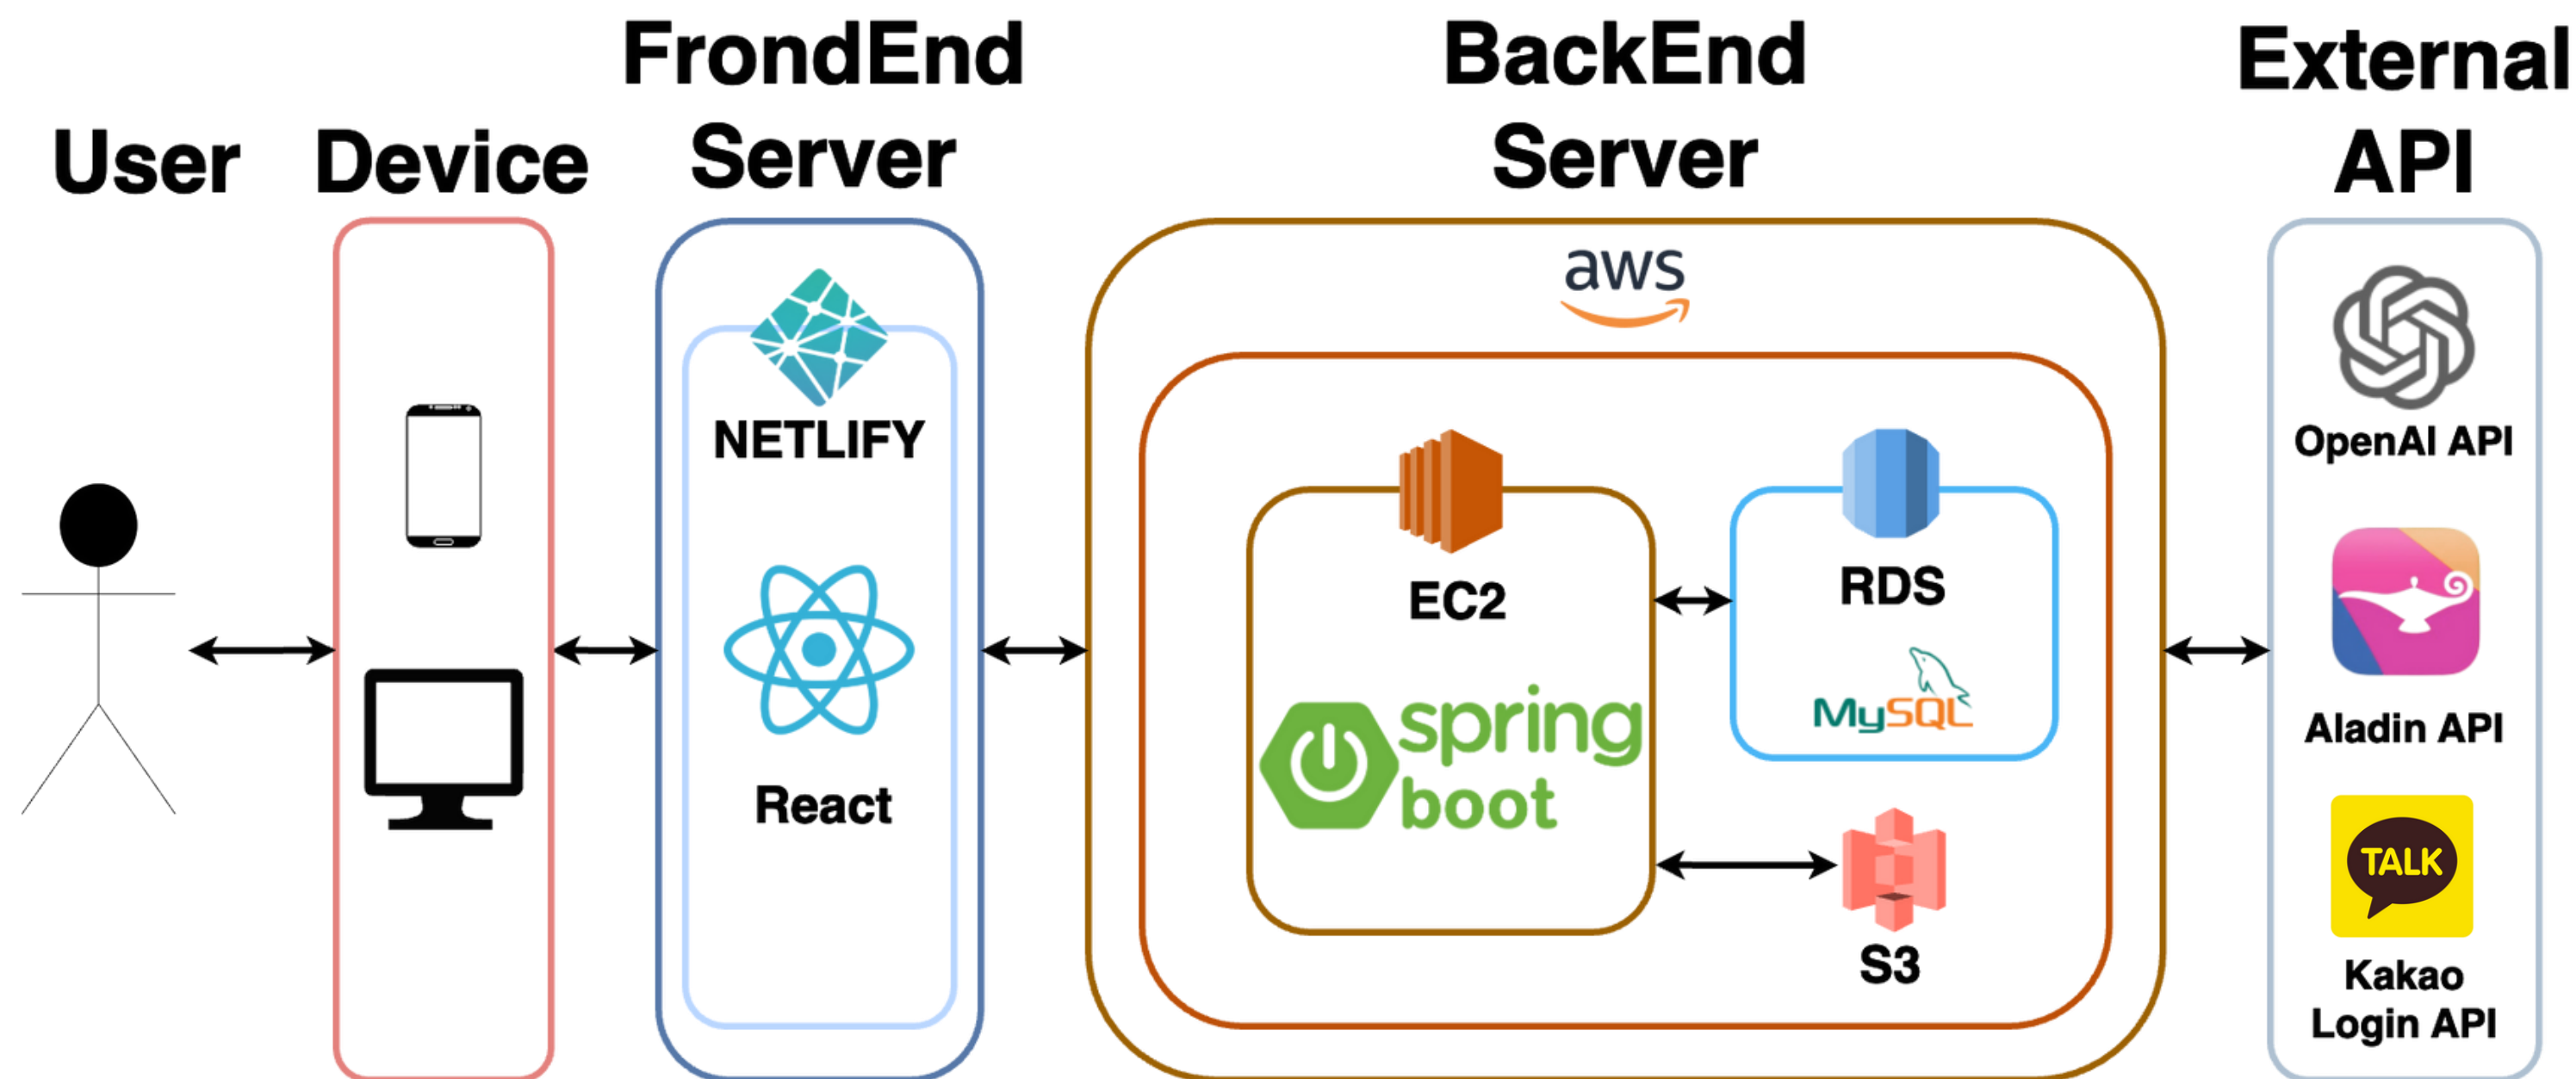 User
Device
FrondEnd
Server
BackEnd
Server
External
API
NETLIFY
React
aws
EC2
spring
boot
RDS
MySQL
S3
OpenAI API
Aladin API
TALK
Kakao
Login API